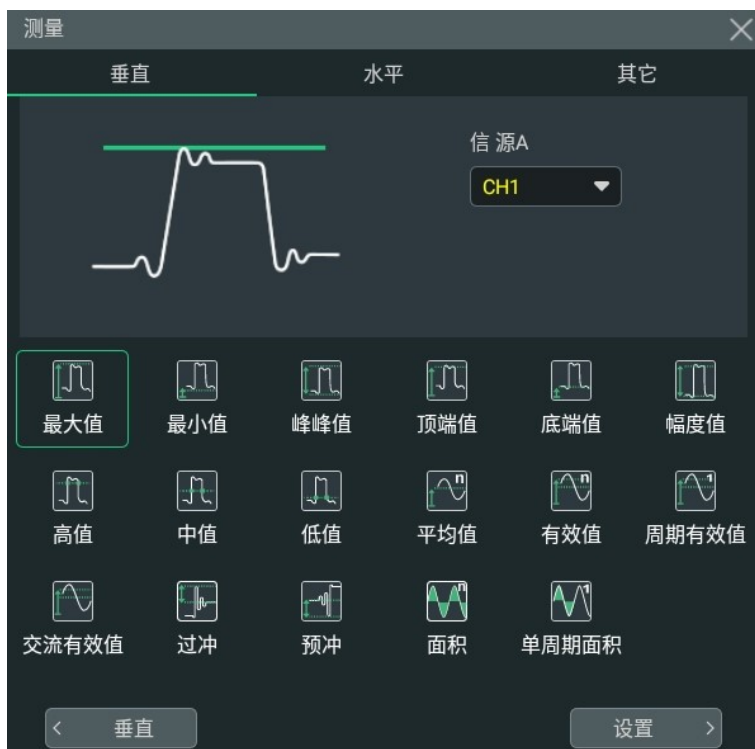 测量
垂直 水平 其它
信 源A
CH1
最大值 最小值 峰峰值 顶端值 底端值 幅度值
n n 1
高值 中值 低值 平均值 有效值 周期有效值
n 1
交流有效值 过冲 预冲 面积 单周期面积
垂直 设置